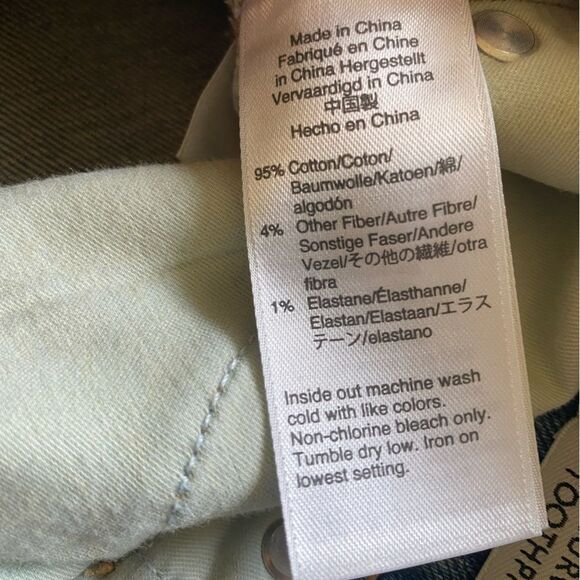 Made in China
Fabriqué en Chine
in China Hergestellt
Vervaardigd in China
中国製
Hecho en China
95% Cotton/Coton/
Baumwolle/Katoen/綿/
algodón
4% Other Fiber/Autre Fibre/
Sonstige Faser/Andere
Vezel/その他の繊維/otra
fibra
1% Elastane/Élasthanne/
Elastan/Elastaan/エラス
テーン/elastano
Inside out machine wash
cold with like colors.
Non-chlorine bleach only.
Tumble dry low. Iron on
lowest setting.